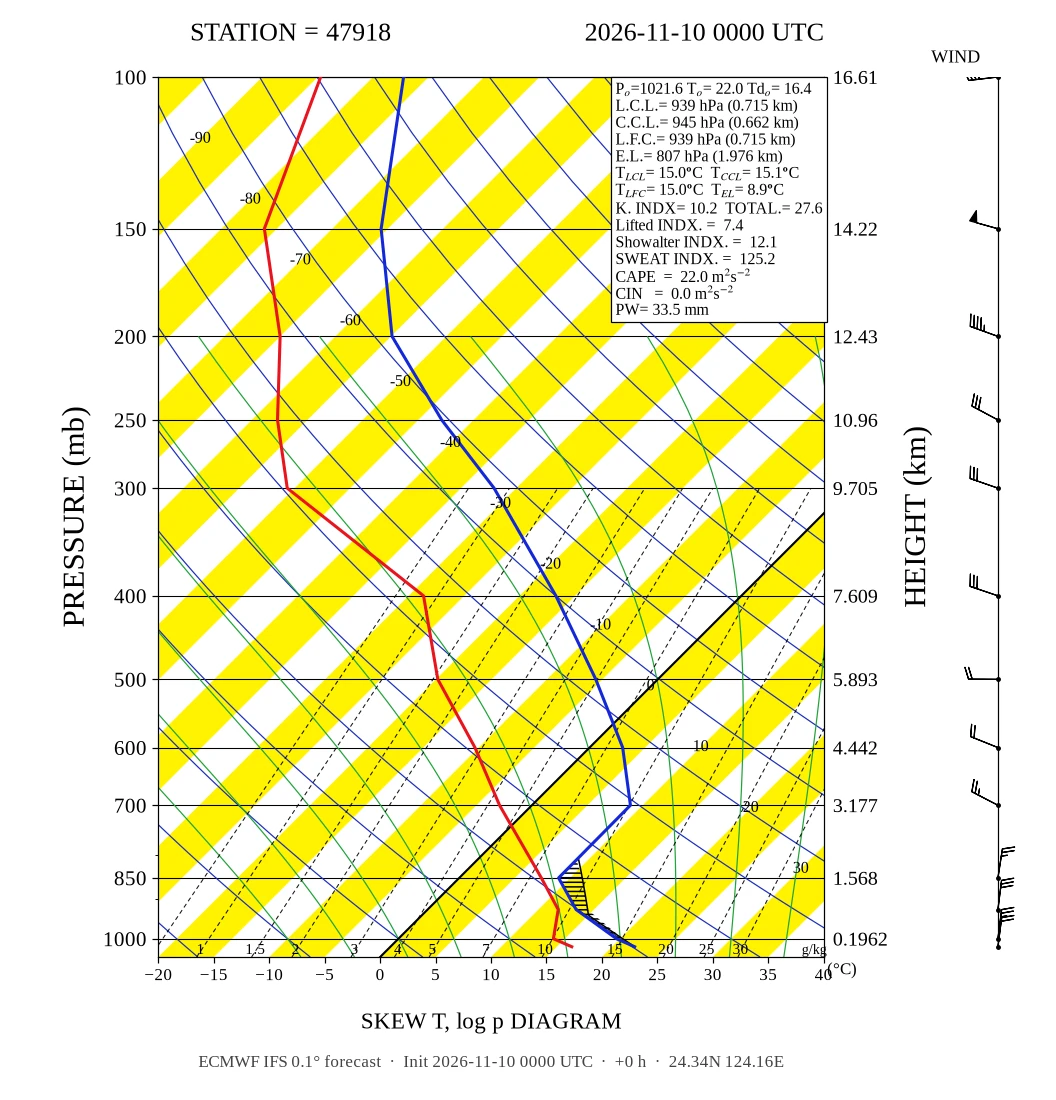 STATION = 47918
2026-11-10 0000 UTC
WIND
Pₒ=1021.6 Tₒ= 22.0 Tdₒ= 16.4
L.C.L.= 939 hPa (0.715 km)
C.C.L.= 945 hPa (0.662 km)
L.F.C.= 939 hPa (0.715 km)
E.L.= 807 hPa (1.976 km)
T_LCL= 15.0°C T_CCL= 15.1°C
T_LFC= 15.0°C T_EL= 8.9°C
K. INDX= 10.2 TOTAL.= 27.6
Lifted INDX. = 7.4
Showalter INDX. = 12.1
SWEAT INDX. = 125.2
CAPE = 22.0 m²s⁻²
CIN = 0.0 m²s⁻²
PW= 33.5 mm
100
16.61
-90
-80
150
14.22
-70
-60
200
12.43
-50
250
10.96
-40
300
9.705
-30
-20
400
7.609
-10
500
5.893
0
600
4.442
10
700
3.177
20
850
1.568
30
1000
0.1962
PRESSURE (mb)
HEIGHT (km)
1 1.5 2 3 4 5 7 10 15 20 25 30 g/kg
−20 −15 −10 −5 0 5 10 15 20 25 30 35 40 (°C)
SKEW T, log p DIAGRAM
ECMWF IFS 0.1° forecast · Init 2026-11-10 0000 UTC · +0 h · 24.34N 124.16E